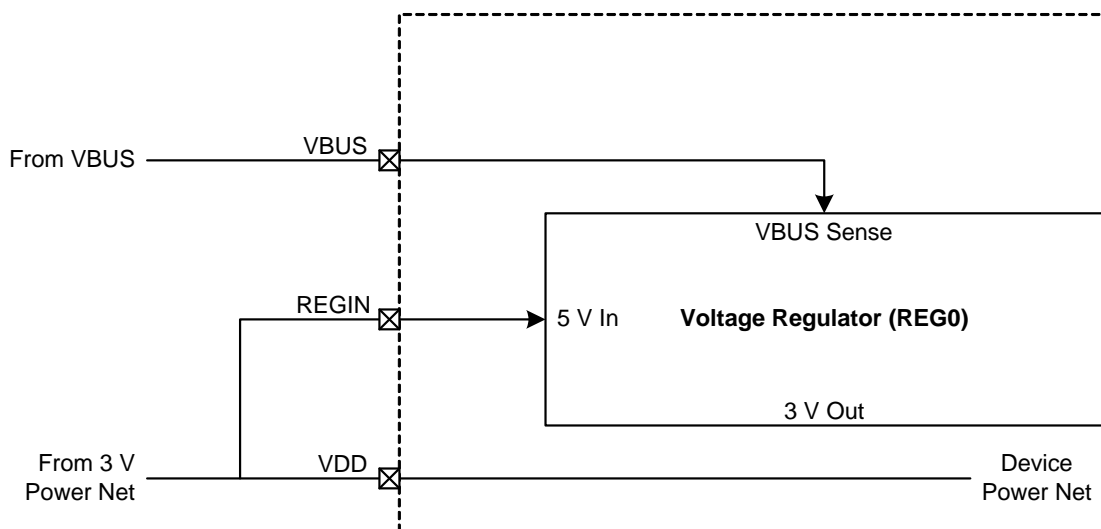 From VBUS
VBUS
VBUS Sense
REGIN
5 V In
Voltage Regulator (REG0)
3 V Out
From 3 V
Power Net
VDD
Device
Power Net